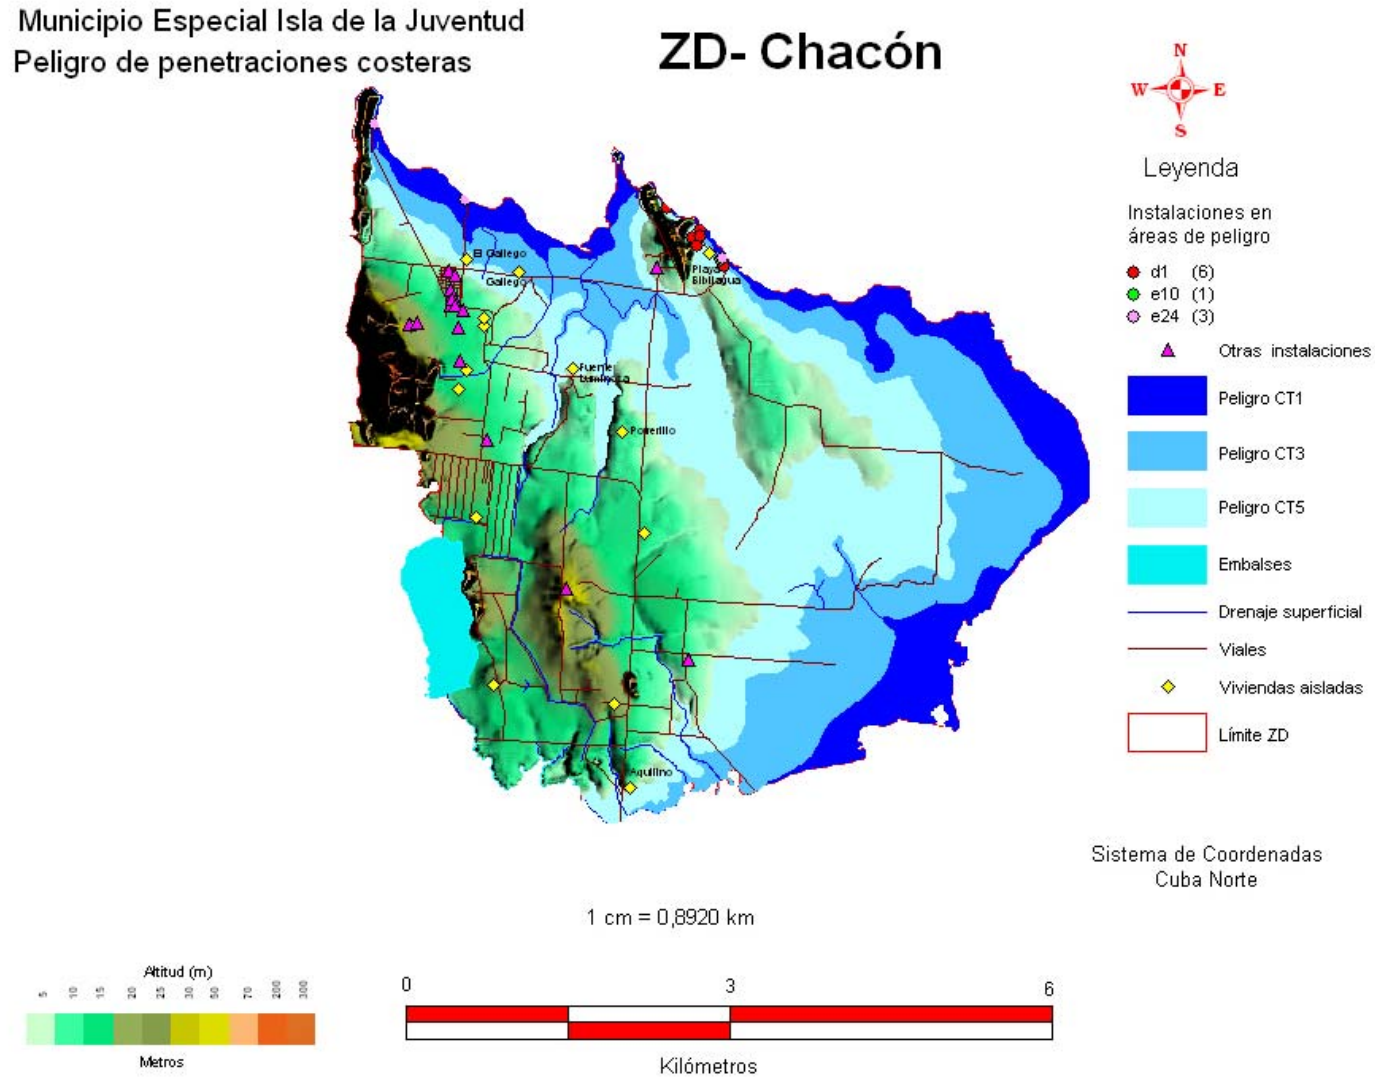 Municipio Especial Isla de la Juventud
Peligro de penetraciones costeras
ZD- Chacón
N
W E
S
Leyenda
Instalaciones en
áreas de peligro
d1 (6)
e10 (1)
e24 (3)
Otras instalaciones
Peligro CT1
Peligro CT3
Peligro CT5
Embalses
Drenaje superficial
Viales
Viviendas aisladas
Límite ZD
El Gallego
Gallego
Playa
Bibijagua
Fuente
Luminosa
Potrerillo
Aquilino
Sistema de Coordenadas
Cuba Norte
1 cm = 0,8920 km
Altitud (m)
5 10 15 20 25 30 50 70 200 300
Metros
0 3 6
Kilómetros